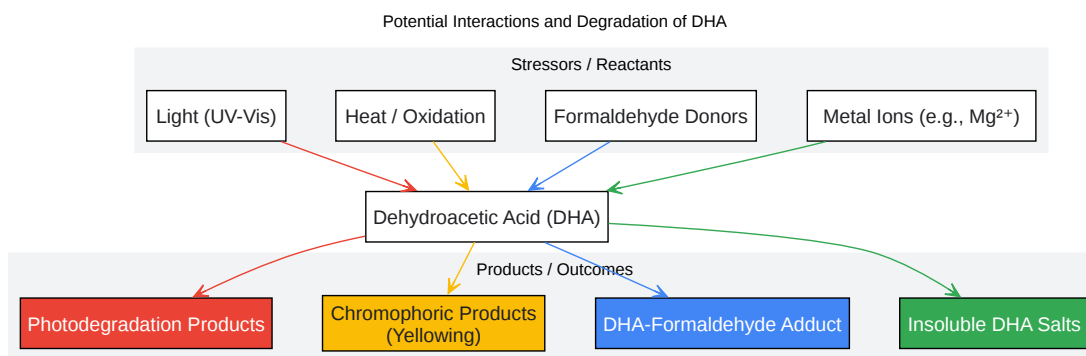 Potential Interactions and Degradation of DHA
Stressors / Reactants
Light (UV-Vis)
Heat / Oxidation
Formaldehyde Donors
Metal Ions (e.g., Mg²⁺)
Dehydroacetic Acid (DHA)
Products / Outcomes
Photodegradation Products
Chromophoric Products
(Yellowing)
DHA-Formaldehyde Adduct
Insoluble DHA Salts